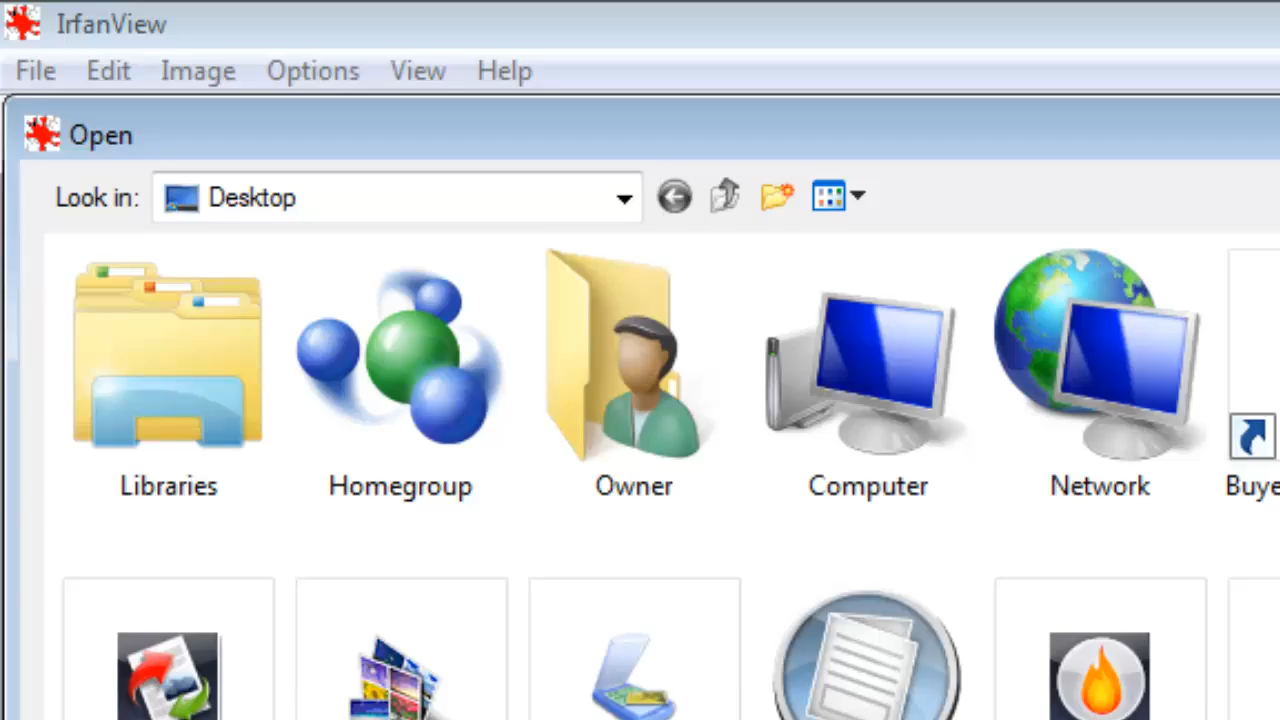 IrfanView
File Edit Image Options View Help
Open
Look in: Desktop
Libraries Homegroup Owner Computer Network Buye